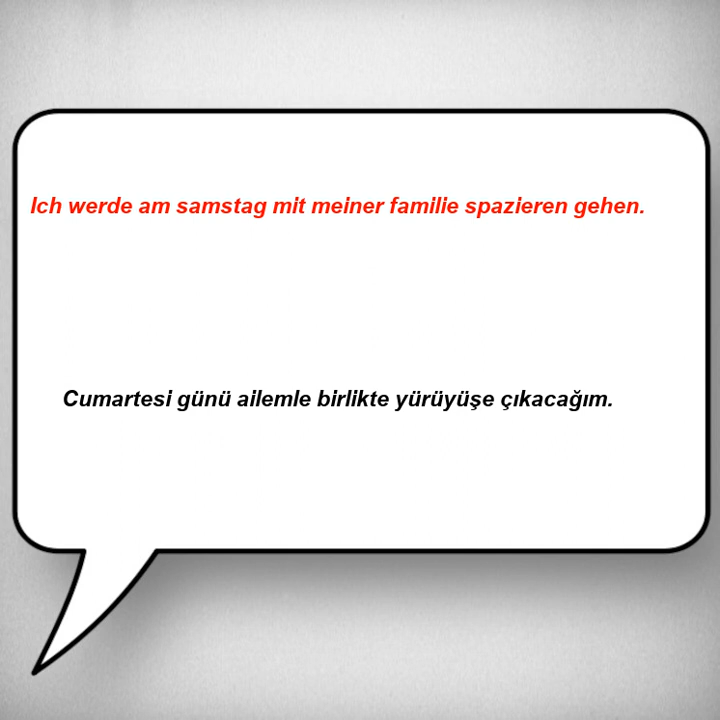 Ich werde am samstag mit meiner familie spazieren gehen.
Cumartesi günü ailemle birlikte yürüyüşe çıkacağım.